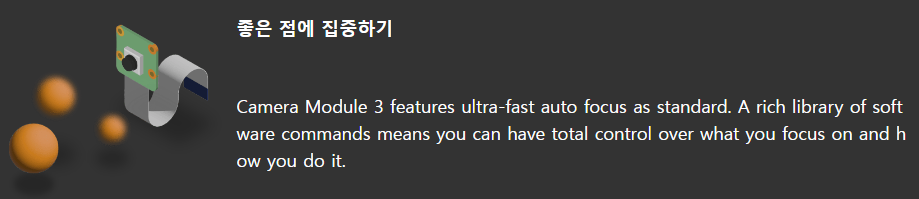 좋은 점에 집중하기
Camera Module 3 features ultra-fast auto focus as standard. A rich library of soft
ware commands means you can have total control over what you focus on and h
ow you do it.